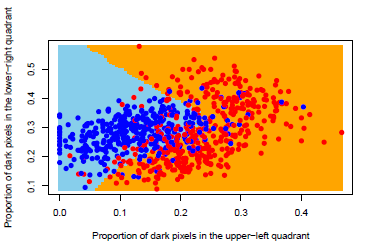 Proportion of dark pixels in the lower-right quadrant
0.5
0.4
0.3
0.2
0.1
0.0 0.1 0.2 0.3 0.4
Proportion of dark pixels in the upper-left quadrant